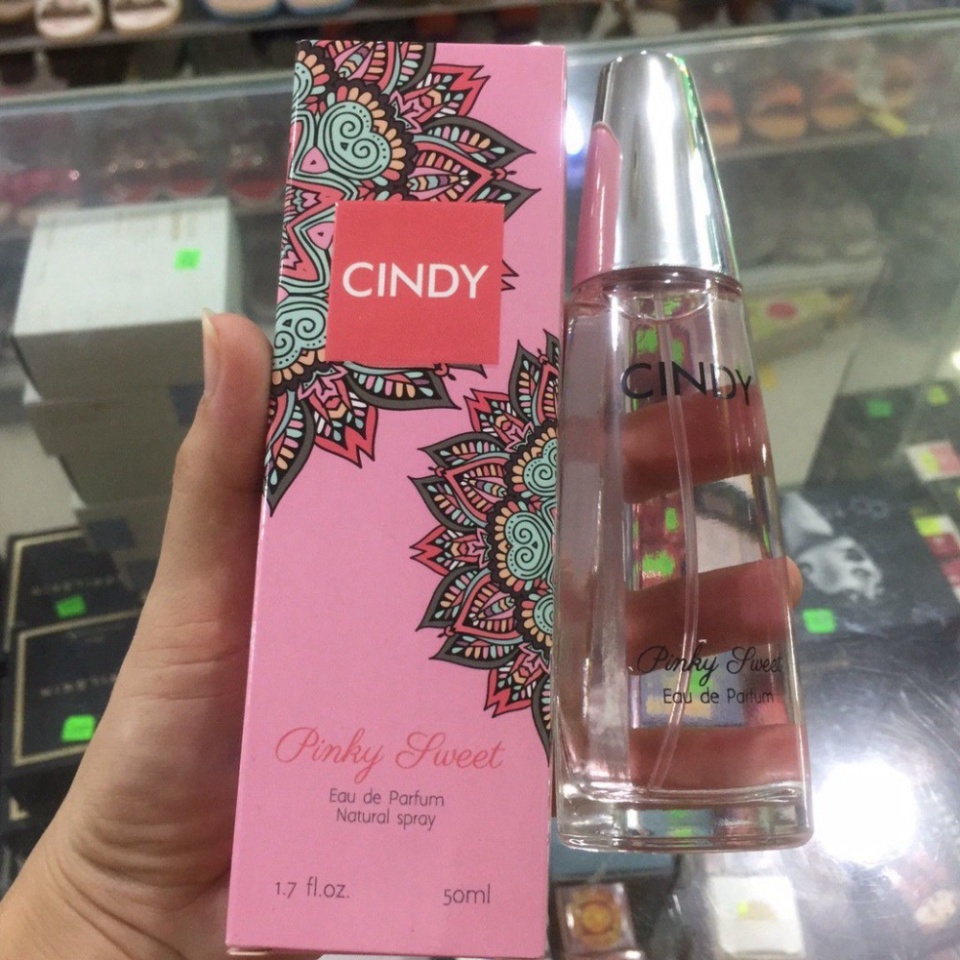 CINDY
Pinky Sweet
Eau de Parfum
Natural spray
1.7 fl.oz.
50ml
CINDY
Pinky Sweet
Eau de Parfum